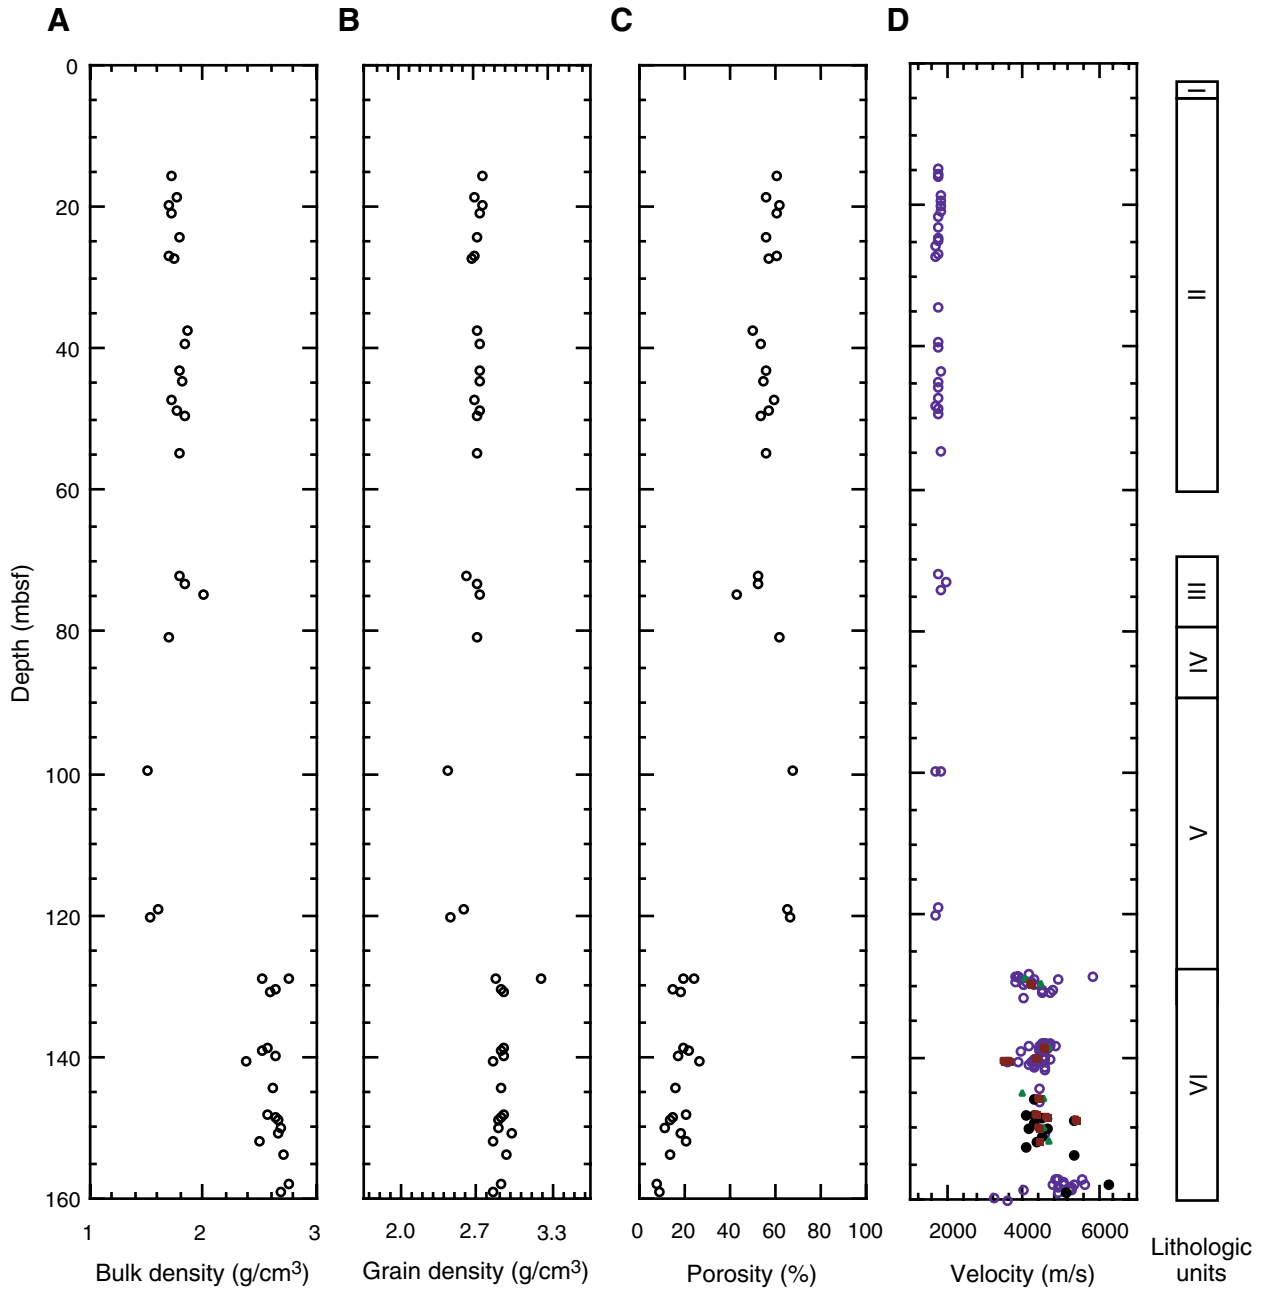 A B C D
0
20
40
60
80
100
120
140
160
Depth (mbsf)
1 2 3
Bulk density (g/cm³)
2.0 2.7 3.3
Grain density (g/cm³)
0 20 40 60 80 100
Porosity (%)
2000 4000 6000
Velocity (m/s)
I
II
III
IV
V
VI
Lithologic
units